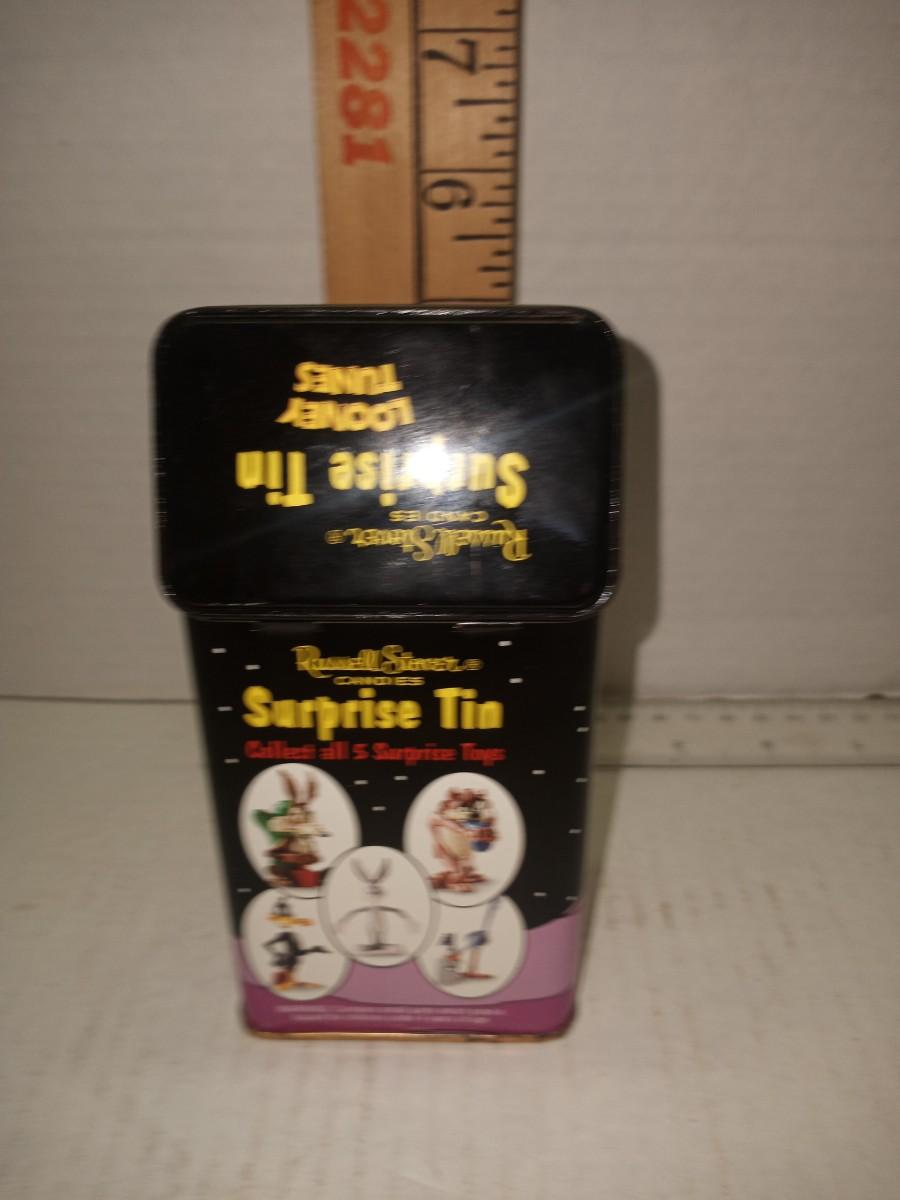 2281
7
6
LOONEY
TUNES
Surprise Tin
Russell Stover®
CANDIES
Russell Stover®
CANDIES
Surprise Tin
Collect all 5 Surprise Toys